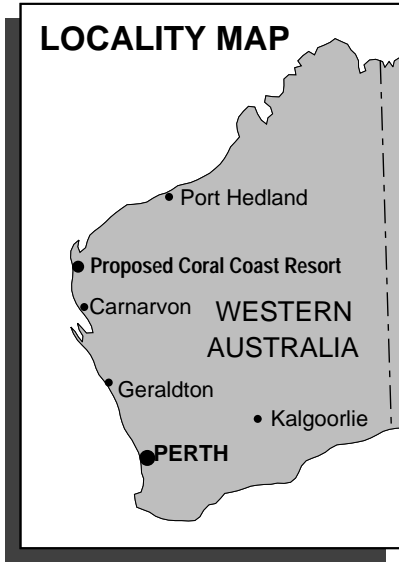 LOCALITY MAP
Port Hedland
Proposed Coral Coast Resort
Carnarvon
WESTERN
AUSTRALIA
Geraldton
Kalgoorlie
PERTH